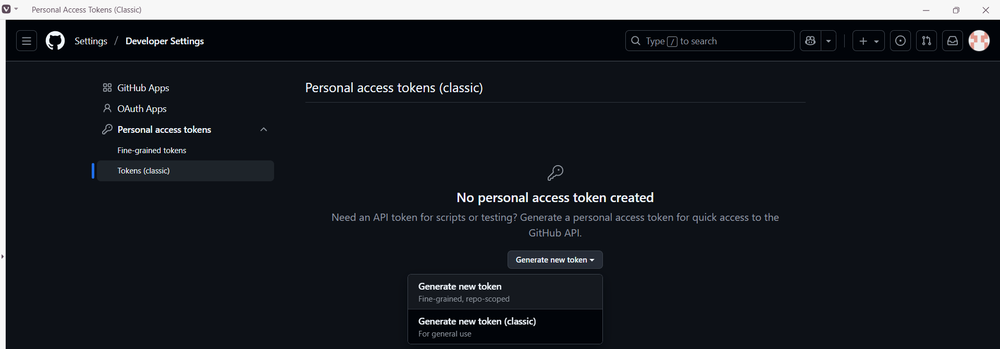 Personal Access Tokens (Classic)
Settings / Developer Settings
Type / to search
GitHub Apps
OAuth Apps
Personal access tokens
Fine-grained tokens
Tokens (classic)
Personal access tokens (classic)
No personal access token created
Need an API token for scripts or testing? Generate a personal access token for quick access to the
GitHub API.
Generate new token
Generate new token
Fine-grained, repo-scoped
Generate new token (classic)
For general use